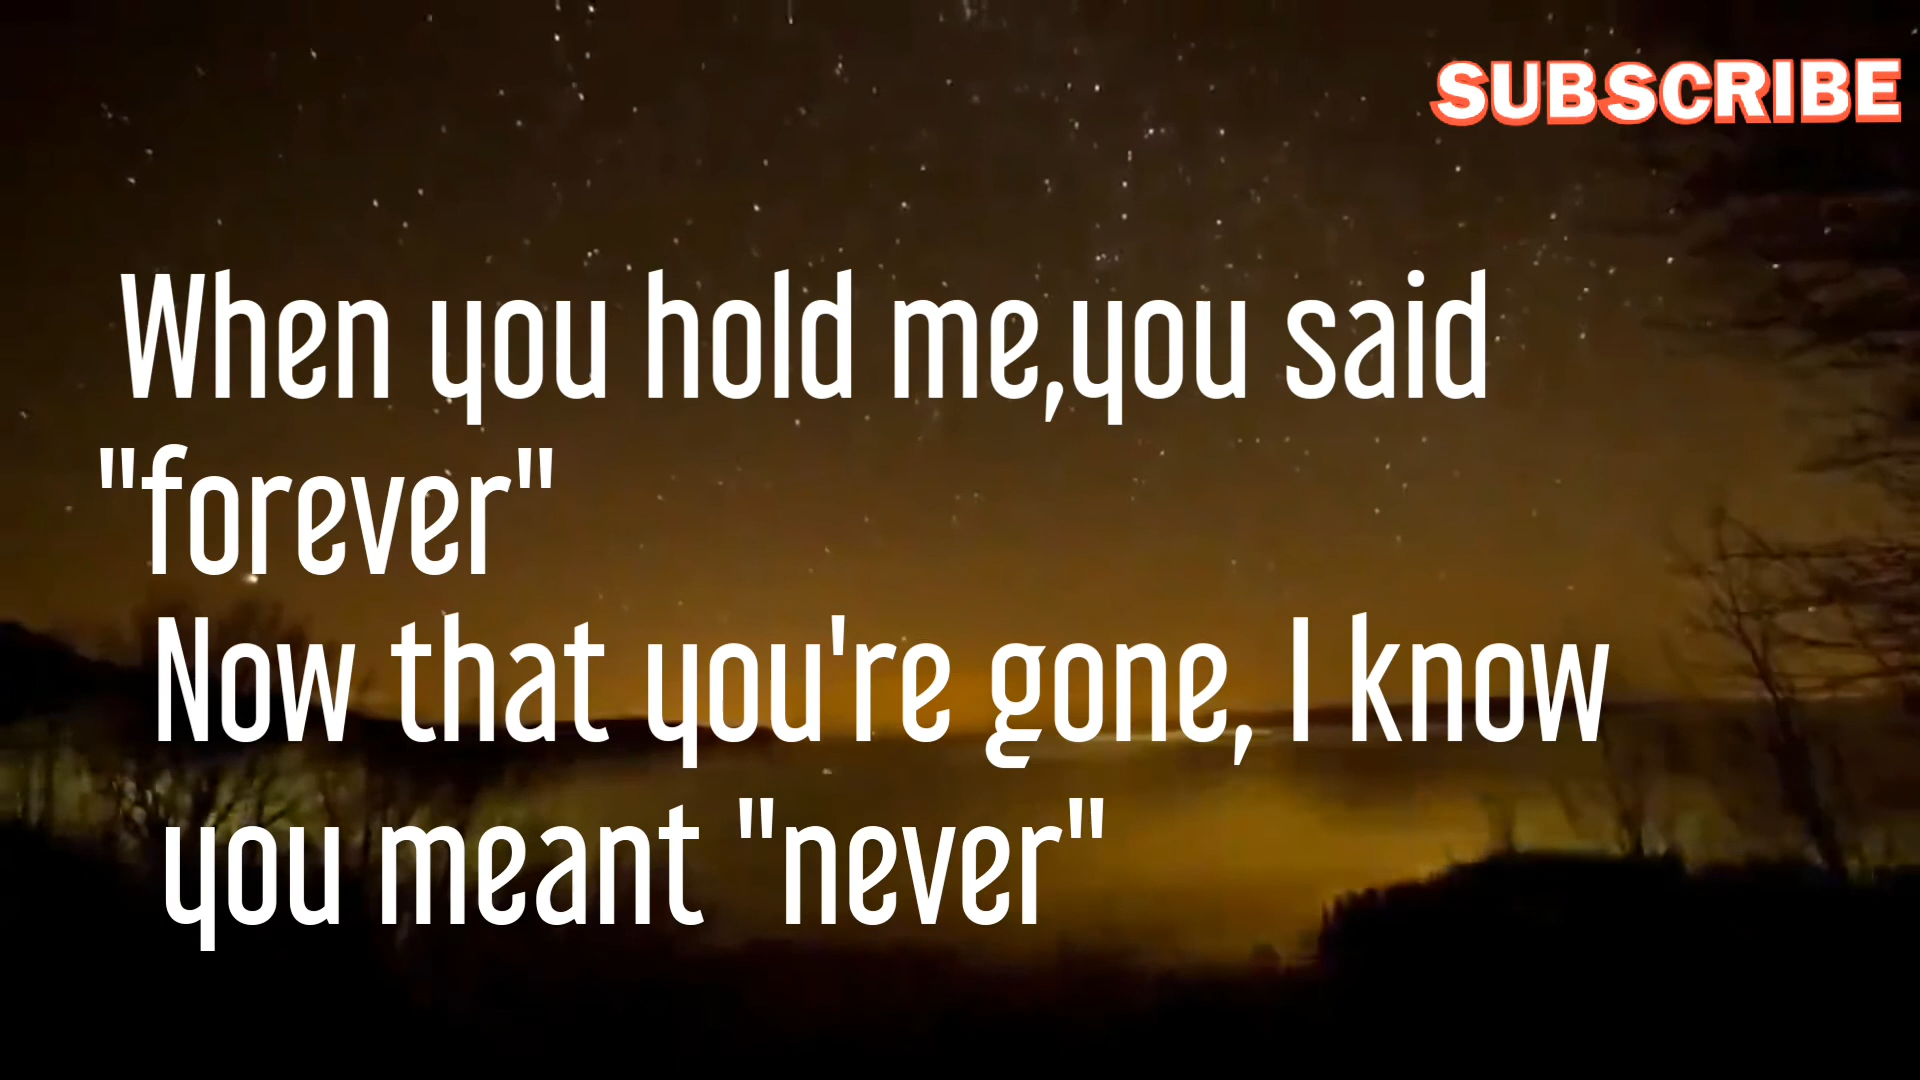 SUBSCRIBE
When you hold me,you said
"forever"
Now that you're gone, I know
you meant "never"